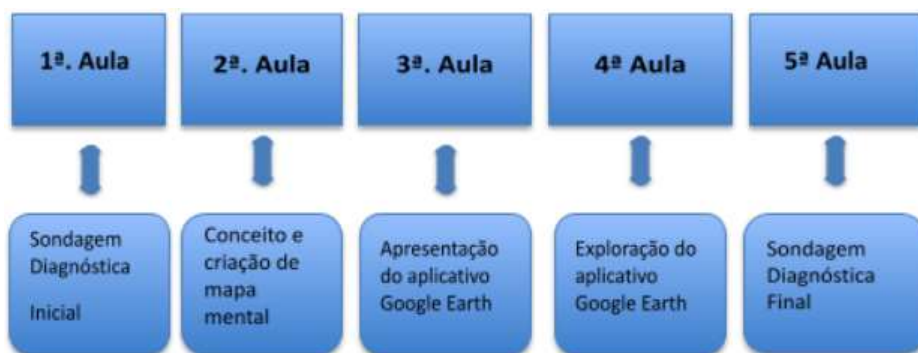 1ª. Aula
2ª. Aula
3ª. Aula
4ª Aula
5ª Aula
Sondagem
Diagnóstica
Inicial
Conceito e
criação de
mapa
mental
Apresentação
do aplicativo
Google Earth
Exploração do
aplicativo
Google Earth
Sondagem
Diagnóstica
Final